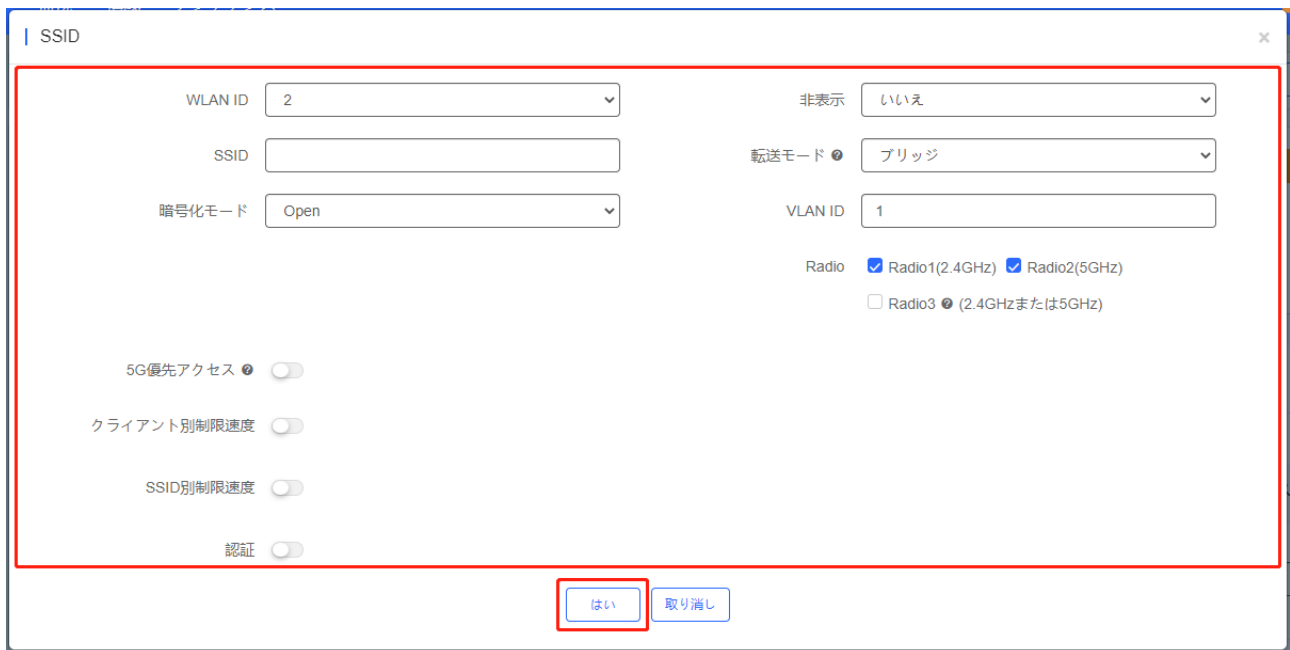 SSID ×
WLAN ID 2 非表示 いいえ
SSID 転送モード ブリッジ
暗号化モード Open VLAN ID 1
Radio Radio1(2.4GHz) Radio2(5GHz)
Radio3 (2.4GHzまたは5GHz)
5G優先アクセス
クライアント別制限速度
SSID別制限速度
認証
はい 取り消し